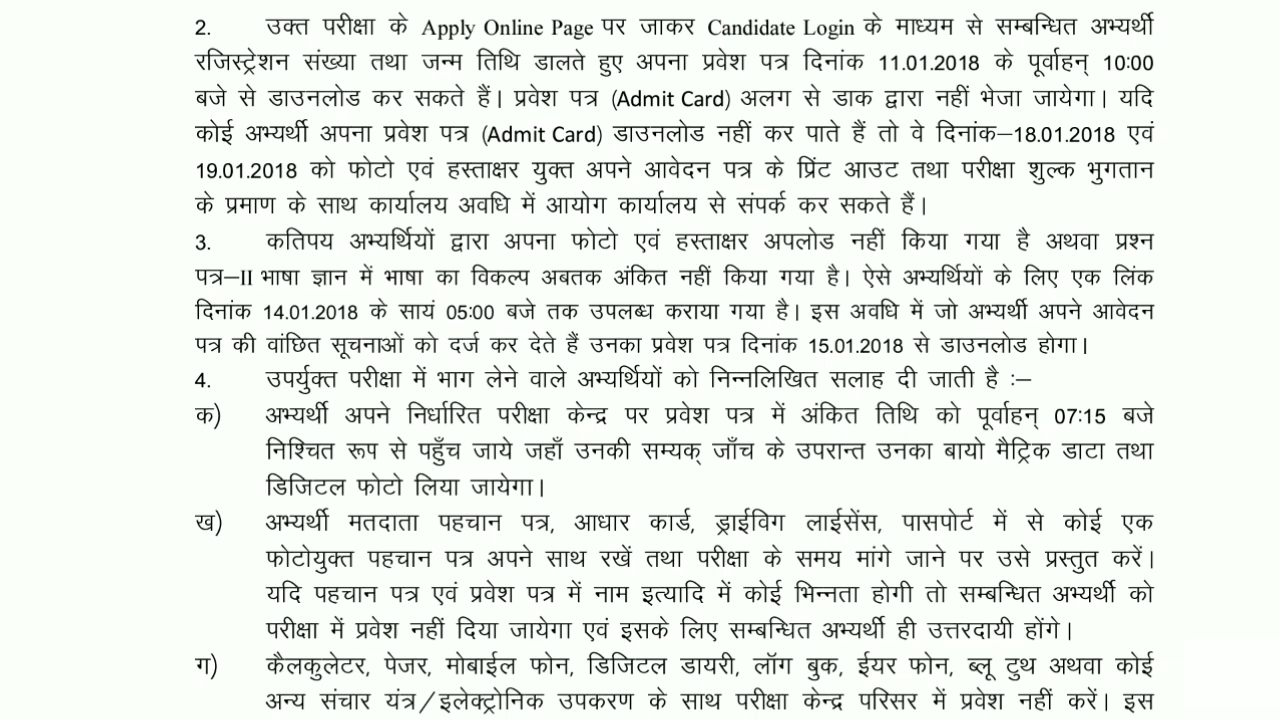 2. उक्त परीक्षा के Apply Online Page पर जाकर Candidate Login के माध्यम से सम्बन्धित अभ्यर्थी
रजिस्ट्रेशन संख्या तथा जन्म तिथि डालते हुए अपना प्रवेश पत्र दिनांक 11.01.2018 के पूर्वाहन् 10:00
बजे से डाउनलोड कर सकते हैं। प्रवेश पत्र (Admit Card) अलग से डाक द्वारा नहीं भेजा जायेगा। यदि
कोई अभ्यर्थी अपना प्रवेश पत्र (Admit Card) डाउनलोड नहीं कर पाते हैं तो वे दिनांक–18.01.2018 एवं
19.01.2018 को फोटो एवं हस्ताक्षर युक्त अपने आवेदन पत्र के प्रिंट आउट तथा परीक्षा शुल्क भुगतान
के प्रमाण के साथ कार्यालय अवधि में आयोग कार्यालय से संपर्क कर सकते हैं।
3. कतिपय अभ्यर्थियों द्वारा अपना फोटो एवं हस्ताक्षर अपलोड नहीं किया गया है अथवा प्रश्न
पत्र–II भाषा ज्ञान में भाषा का विकल्प अबतक अंकित नहीं किया गया है। ऐसे अभ्यर्थियों के लिए एक लिंक
दिनांक 14.01.2018 के सायं 05:00 बजे तक उपलब्ध कराया गया है। इस अवधि में जो अभ्यर्थी अपने आवेदन
पत्र की वांछित सूचनाओं को दर्ज कर देते हैं उनका प्रवेश पत्र दिनांक 15.01.2018 से डाउनलोड होगा।
4. उपर्युक्त परीक्षा में भाग लेने वाले अभ्यर्थियों को निम्नलिखित सलाह दी जाती है :–
क) अभ्यर्थी अपने निर्धारित परीक्षा केन्द्र पर प्रवेश पत्र में अंकित तिथि को पूर्वाहन् 07:15 बजे
निश्चित रूप से पहुँच जाये जहाँ उनकी सम्यक् जाँच के उपरान्त उनका बायो मैट्रिक डाटा तथा
डिजिटल फोटो लिया जायेगा।
ख) अभ्यर्थी मतदाता पहचान पत्र, आधार कार्ड, ड्राईविग लाईसेंस, पासपोर्ट में से कोई एक
फोटोयुक्त पहचान पत्र अपने साथ रखें तथा परीक्षा के समय मांगे जाने पर उसे प्रस्तुत करें।
यदि पहचान पत्र एवं प्रवेश पत्र में नाम इत्यादि में कोई भिन्नता होगी तो सम्बन्धित अभ्यर्थी को
परीक्षा में प्रवेश नहीं दिया जायेगा एवं इसके लिए सम्बन्धित अभ्यर्थी ही उत्तरदायी होंगे।
ग) कैलकुलेटर, पेजर, मोबाईल फोन, डिजिटल डायरी, लॉग बुक, ईयर फोन, ब्लू टुथ अथवा कोई
अन्य संचार यंत्र/इलेक्ट्रोनिक उपकरण के साथ परीक्षा केन्द्र परिसर में प्रवेश नहीं करें। इस